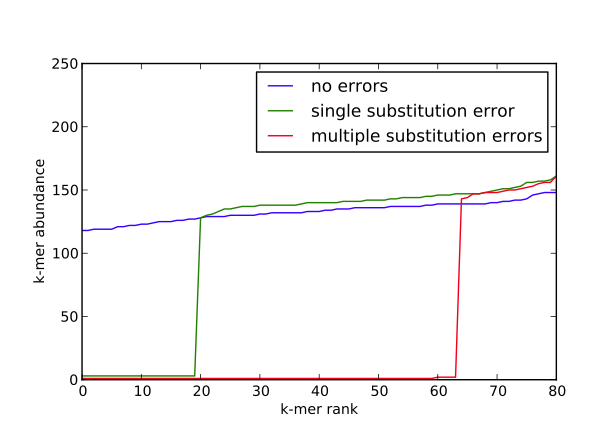 250
200
150
100
50
0
k-mer abundance
no errors
single substitution error
multiple substitution errors
0 10 20 30 40 50 60 70 80
k-mer rank